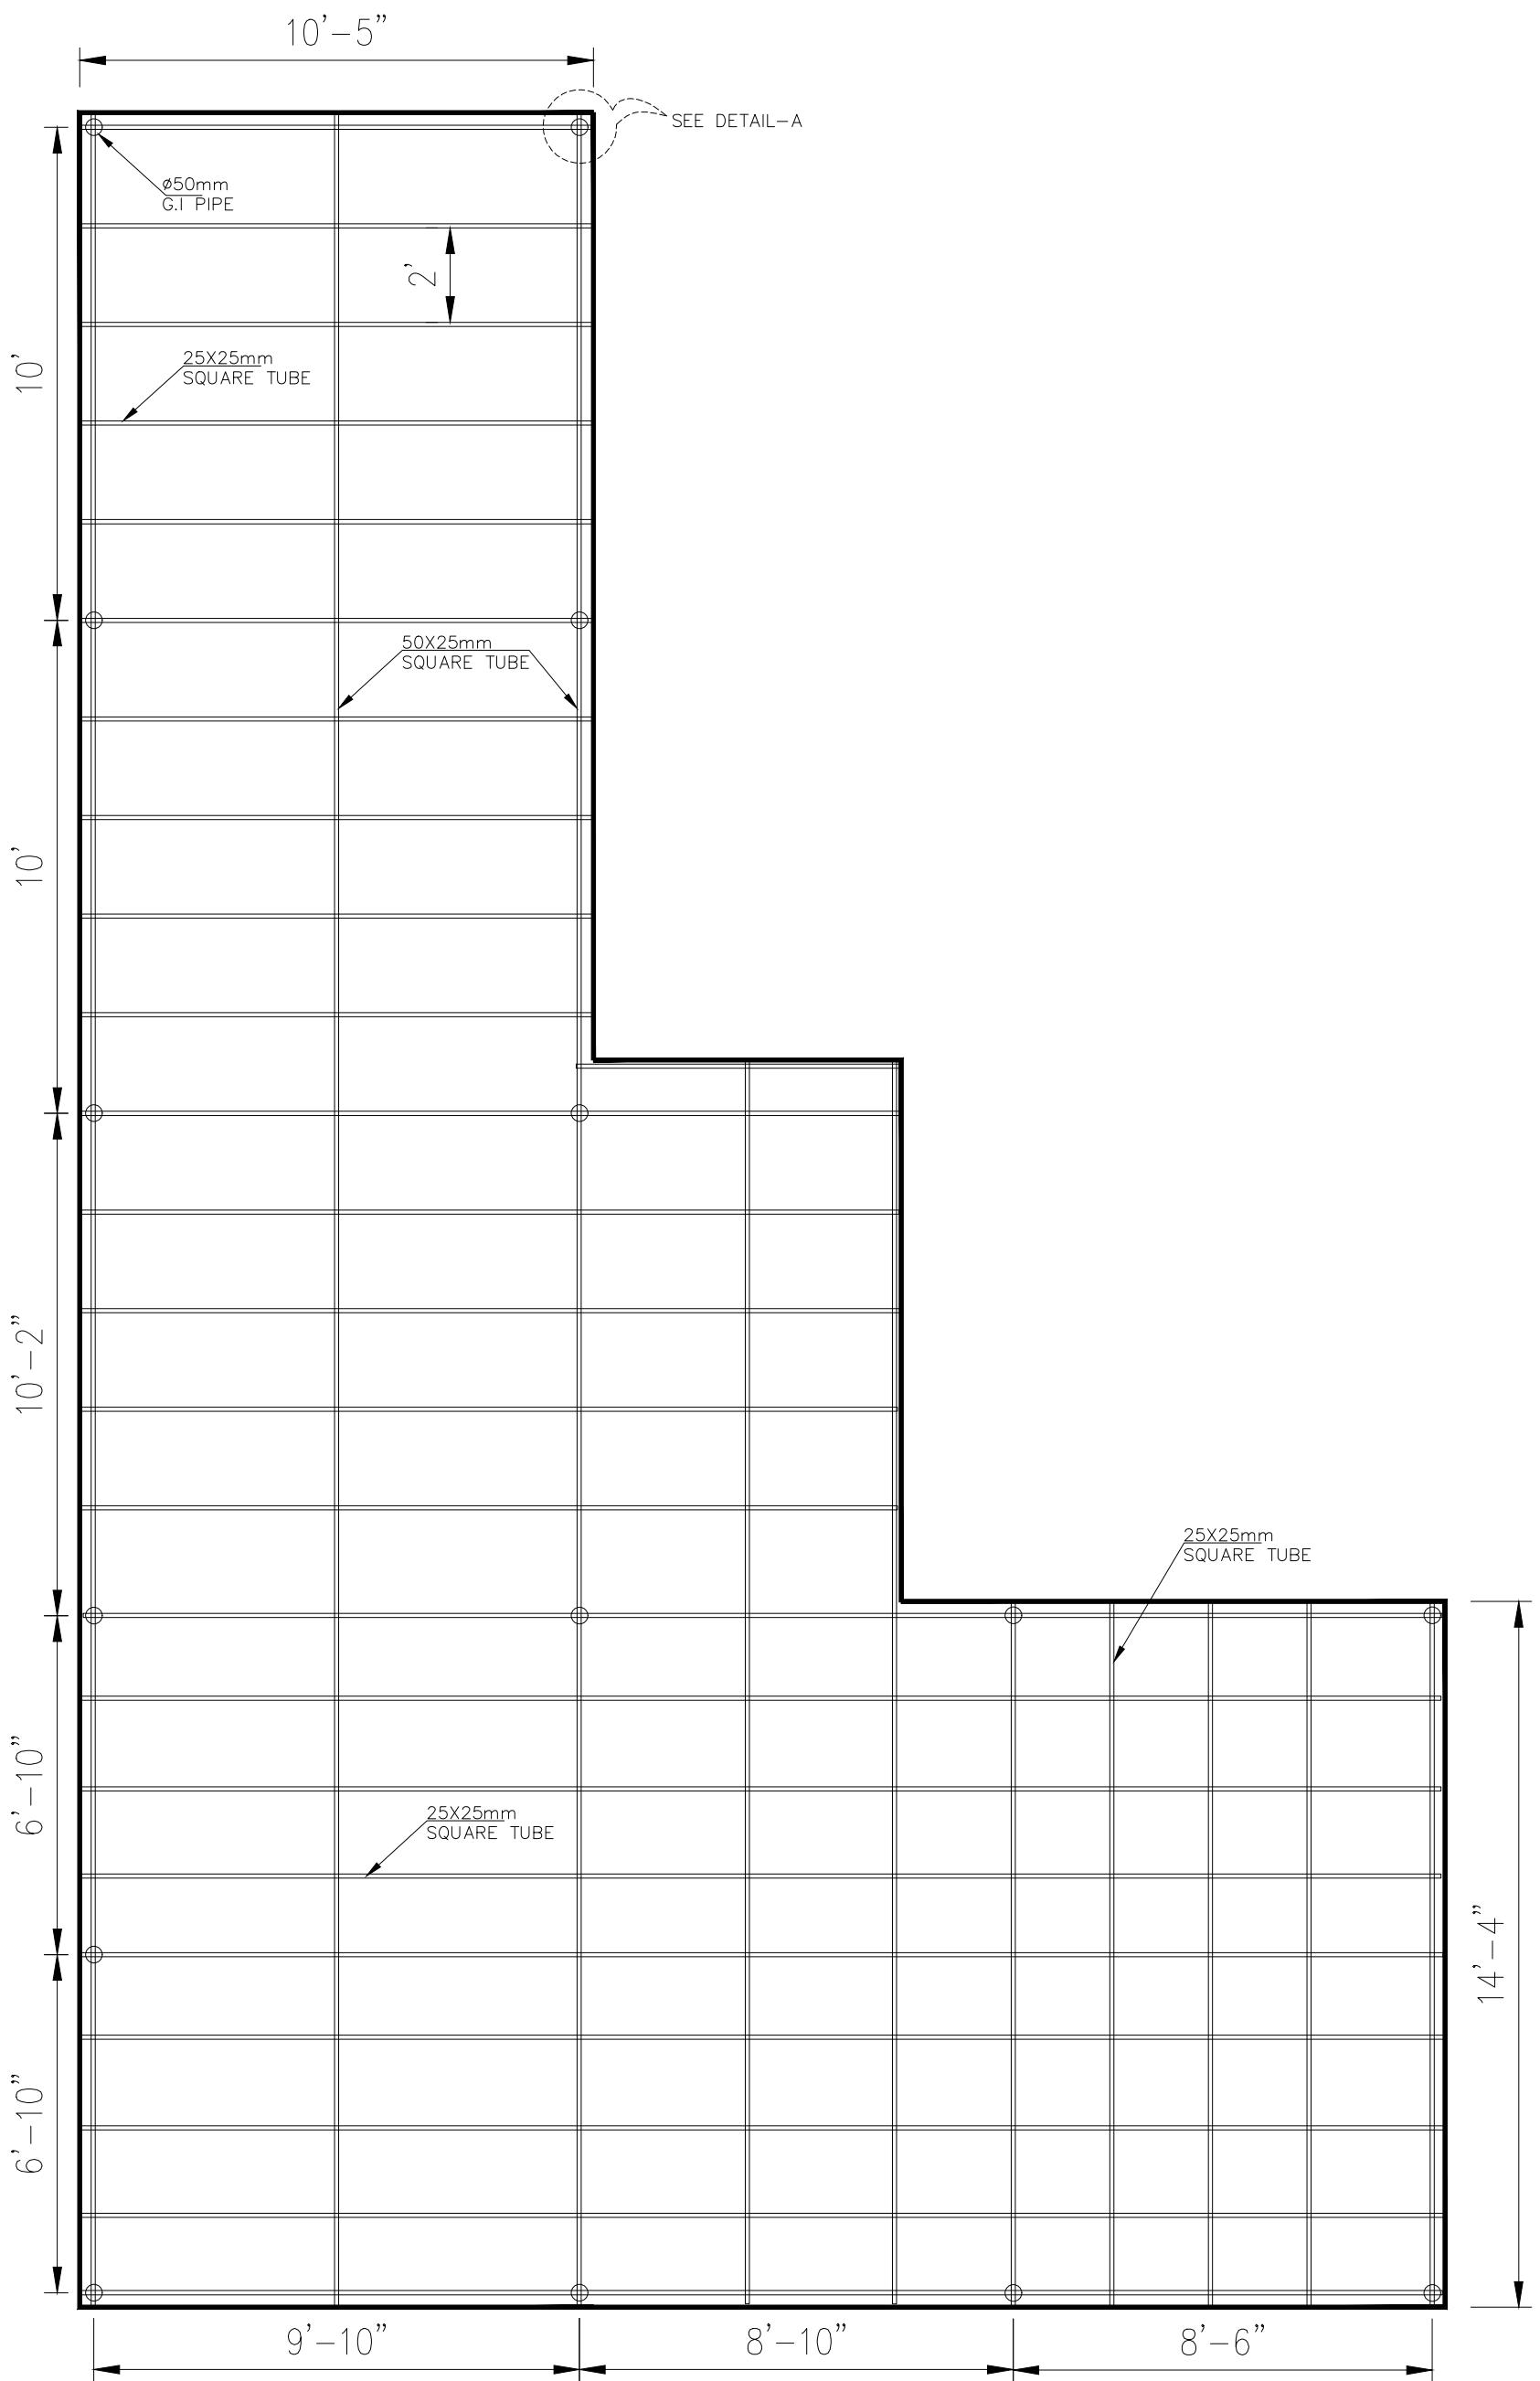 10'-5"
SEE DETAIL-A
ø50mm
G.I PIPE
2'
10'
25X25mm
SQUARE TUBE
50X25mm
SQUARE TUBE
10'
10'-2"
25X25mm
SQUARE TUBE
6'-10"
25X25mm
SQUARE TUBE
14'-4"
6'-10"
9'-10"
8'-10"
8'-6"